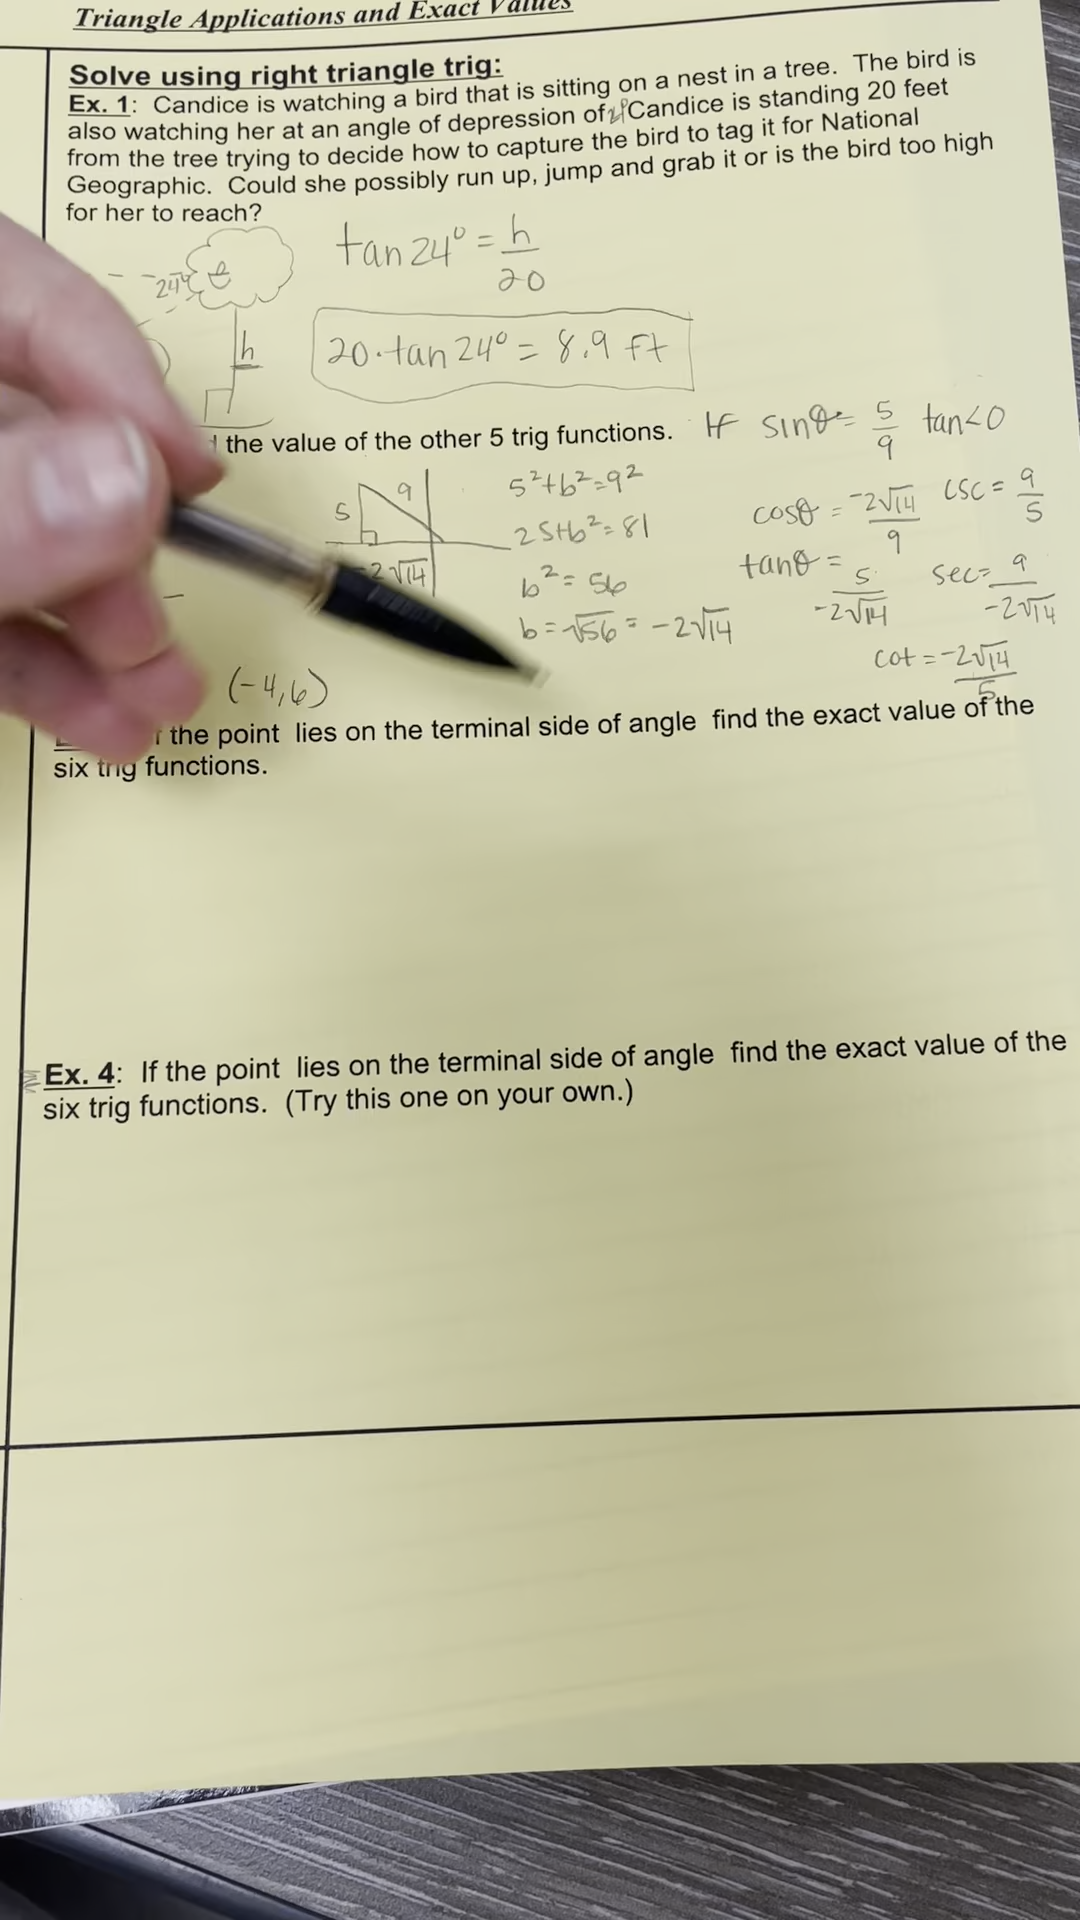 Triangle Applications and Exact Values
Solve using right triangle trig:
Ex. 1: Candice is watching a bird that is sitting on a nest in a tree. The bird is
also watching her at an angle of depression of 24° Candice is standing 20 feet
from the tree trying to decide how to capture the bird to tag it for National
Geographic. Could she possibly run up, jump and grab it or is the bird too high
for her to reach?
tan 24° = h/20
24°
h
20·tan 24° = 8.9 ft
the value of the other 5 trig functions. If sinθ = 5/9 tan<0
5 9
-2√14
5²+b²=9²
25+b²=81
b²= 56
b=√56 = -2√14
cosθ = -2√14/9 csc = 9/5
tanθ = 5/-2√14 sec= 9/-2√14
cot = -2√14/5
(-4,6)
the point lies on the terminal side of angle find the exact value of the
six trig functions.
Ex. 4: If the point lies on the terminal side of angle find the exact value of the
six trig functions. (Try this one on your own.)